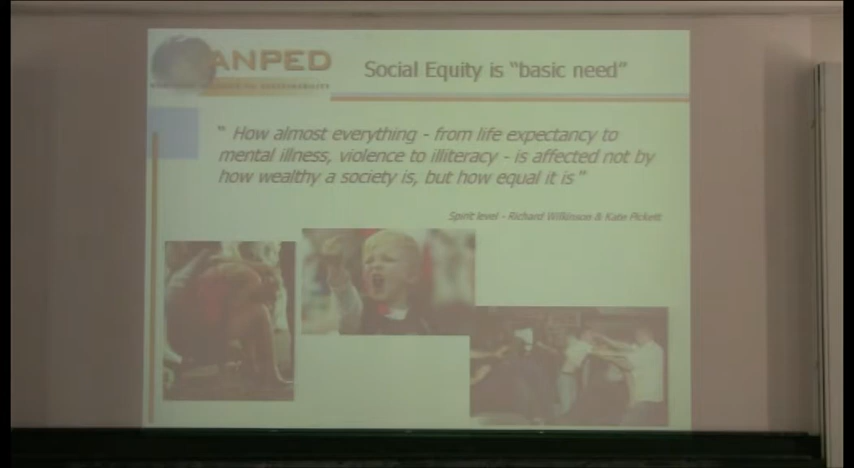 ANPED
Social Equity is "basic need"
" How almost everything - from life expectancy to
mental illness, violence to illiteracy - is affected not by
how wealthy a society is, but how equal it is "
Spirit level - Richard Wilkinson & Kate Pickett